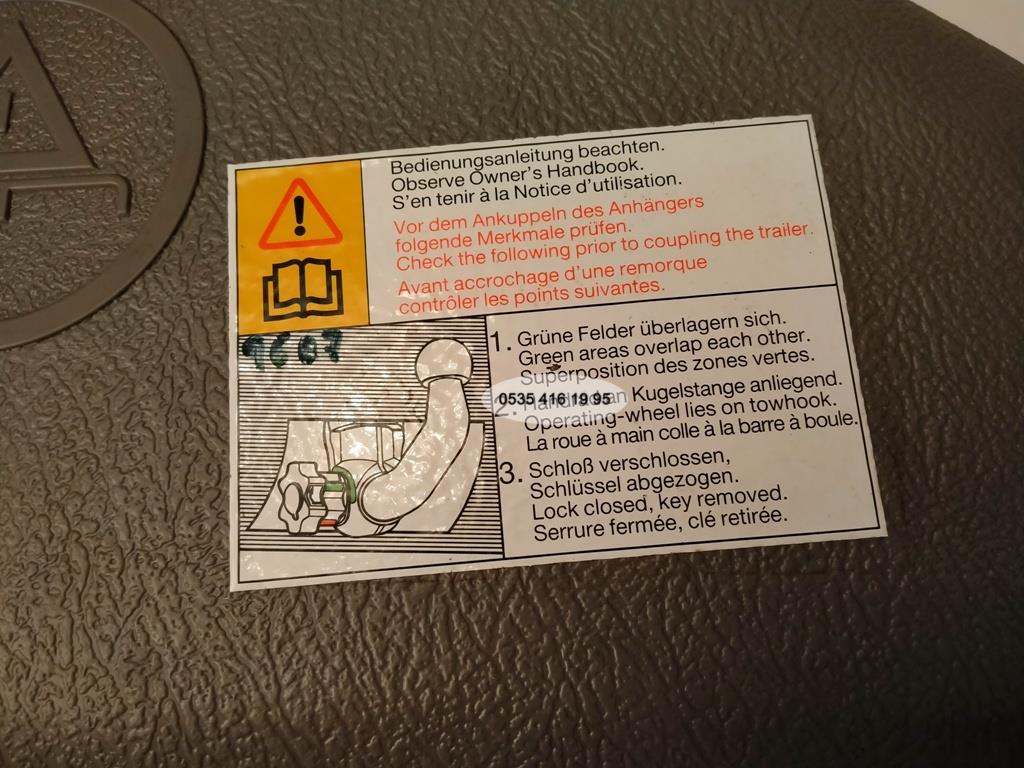 A
Bedienungsanleitung beachten.
Observe Owner's Handbook.
S'en tenir à la Notice d'utilisation.
Vor dem Ankuppeln des Anhängers
folgende Merkmale prüfen.
Check the following prior to coupling the trailer.
Avant accrochage d'une remorque
contrôler les points suivantes.
1. Grüne Felder überlagern sich.
Green areas overlap each other.
Superposition des zones vertes.
2. Kugelstange anliegend.
0535 416 19 95
Operating-wheel lies on towhook.
La roue à main colle à la barre à boule.
3. Schloß verschlossen,
Schlüssel abgezogen.
Lock closed, key removed.
Serrure fermée, clé retirée.